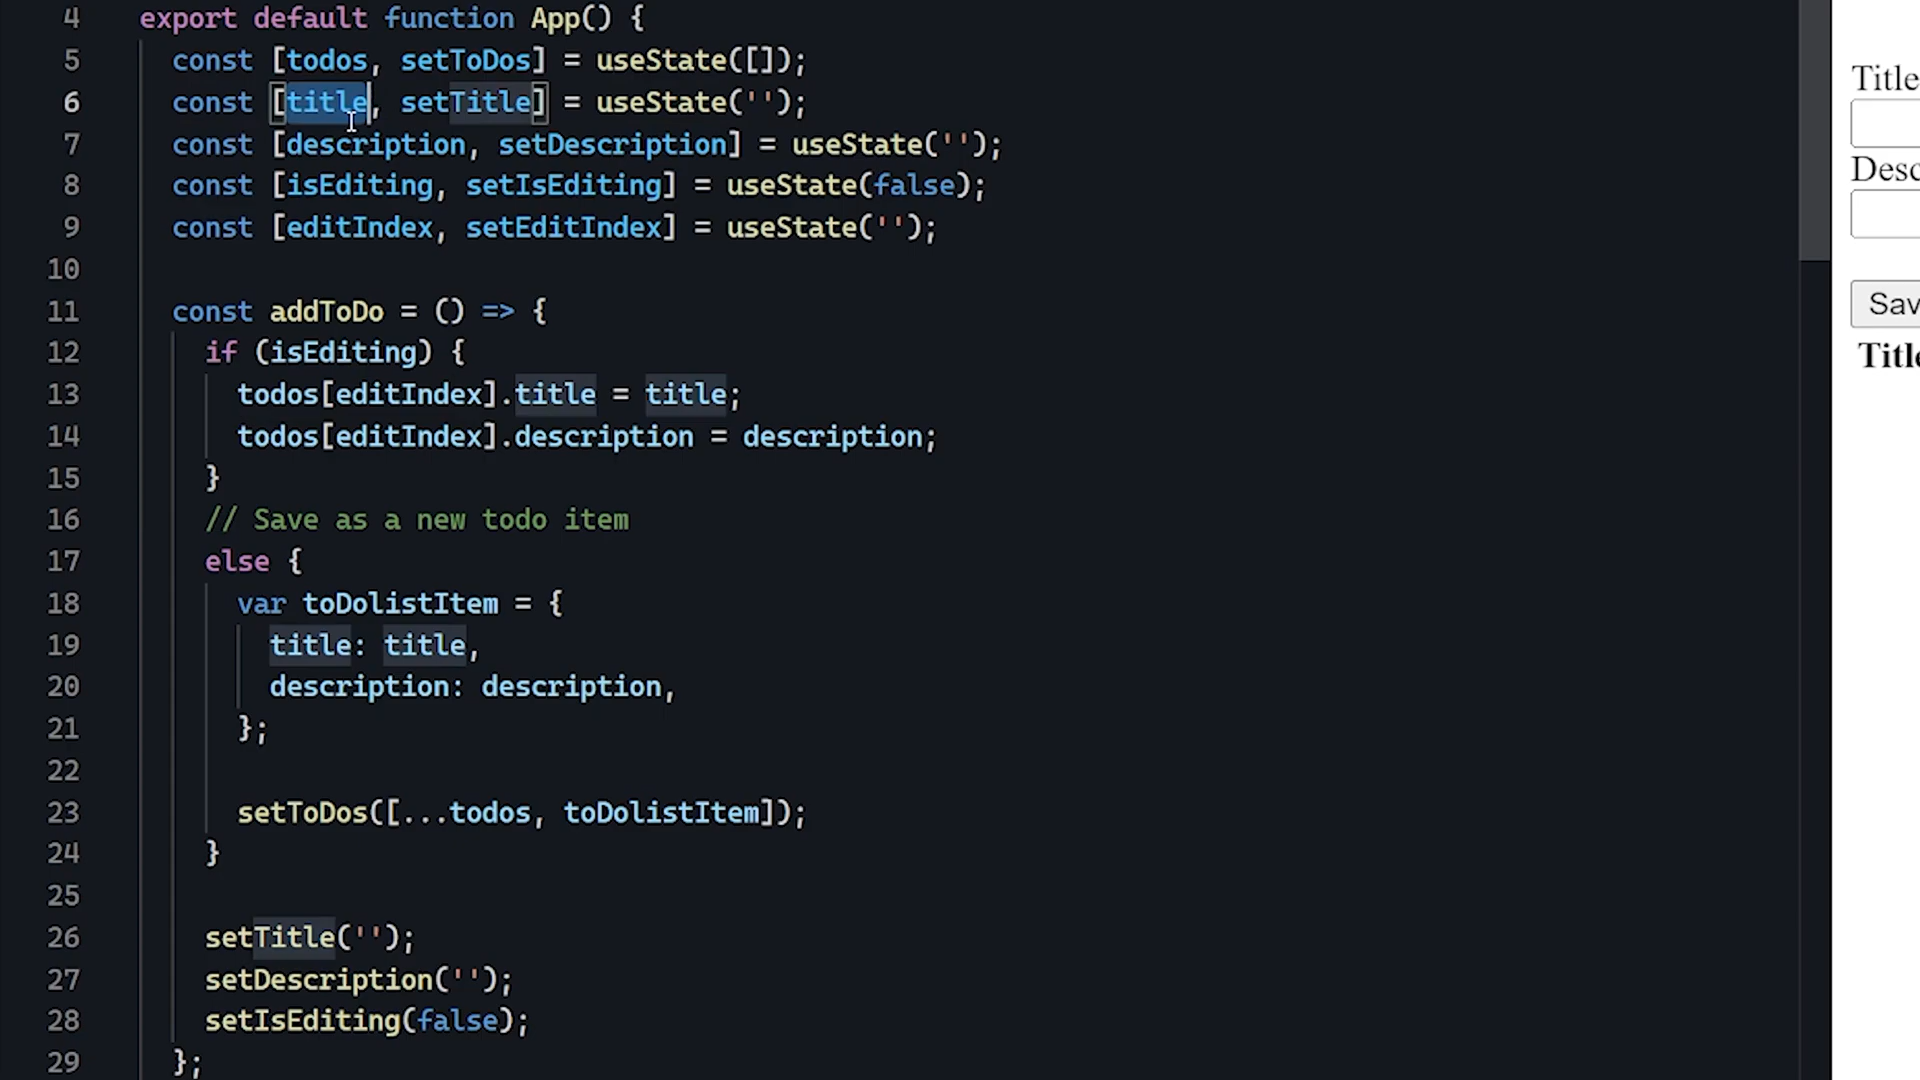 4 export default function App() {
5 const [todos, setToDos] = useState([]);
6 const [title, setTitle] = useState('');
7 const [description, setDescription] = useState('');
8 const [isEditing, setIsEditing] = useState(false);
9 const [editIndex, setEditIndex] = useState('');
10
11 const addToDo = () => {
12 if (isEditing) {
13 todos[editIndex].title = title;
14 todos[editIndex].description = description;
15 }
16 // Save as a new todo item
17 else {
18 var toDolistItem = {
19 title: title,
20 description: description,
21 };
22
23 setToDos([...todos, toDolistItem]);
24 }
25
26 setTitle('');
27 setDescription('');
28 setIsEditing(false);
29 };
Title
Desc
Sav
Title